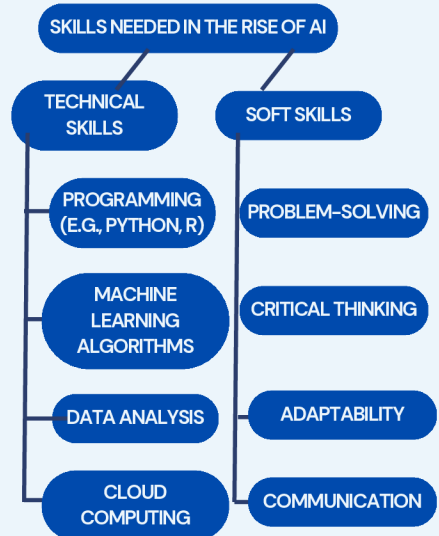 SKILLS NEEDED IN THE RISE OF AI
TECHNICAL
SKILLS
SOFT SKILLS
PROGRAMMING
(E.G., PYTHON, R)
MACHINE
LEARNING
ALGORITHMS
DATA ANALYSIS
CLOUD
COMPUTING
PROBLEM-SOLVING
CRITICAL THINKING
ADAPTABILITY
COMMUNICATION